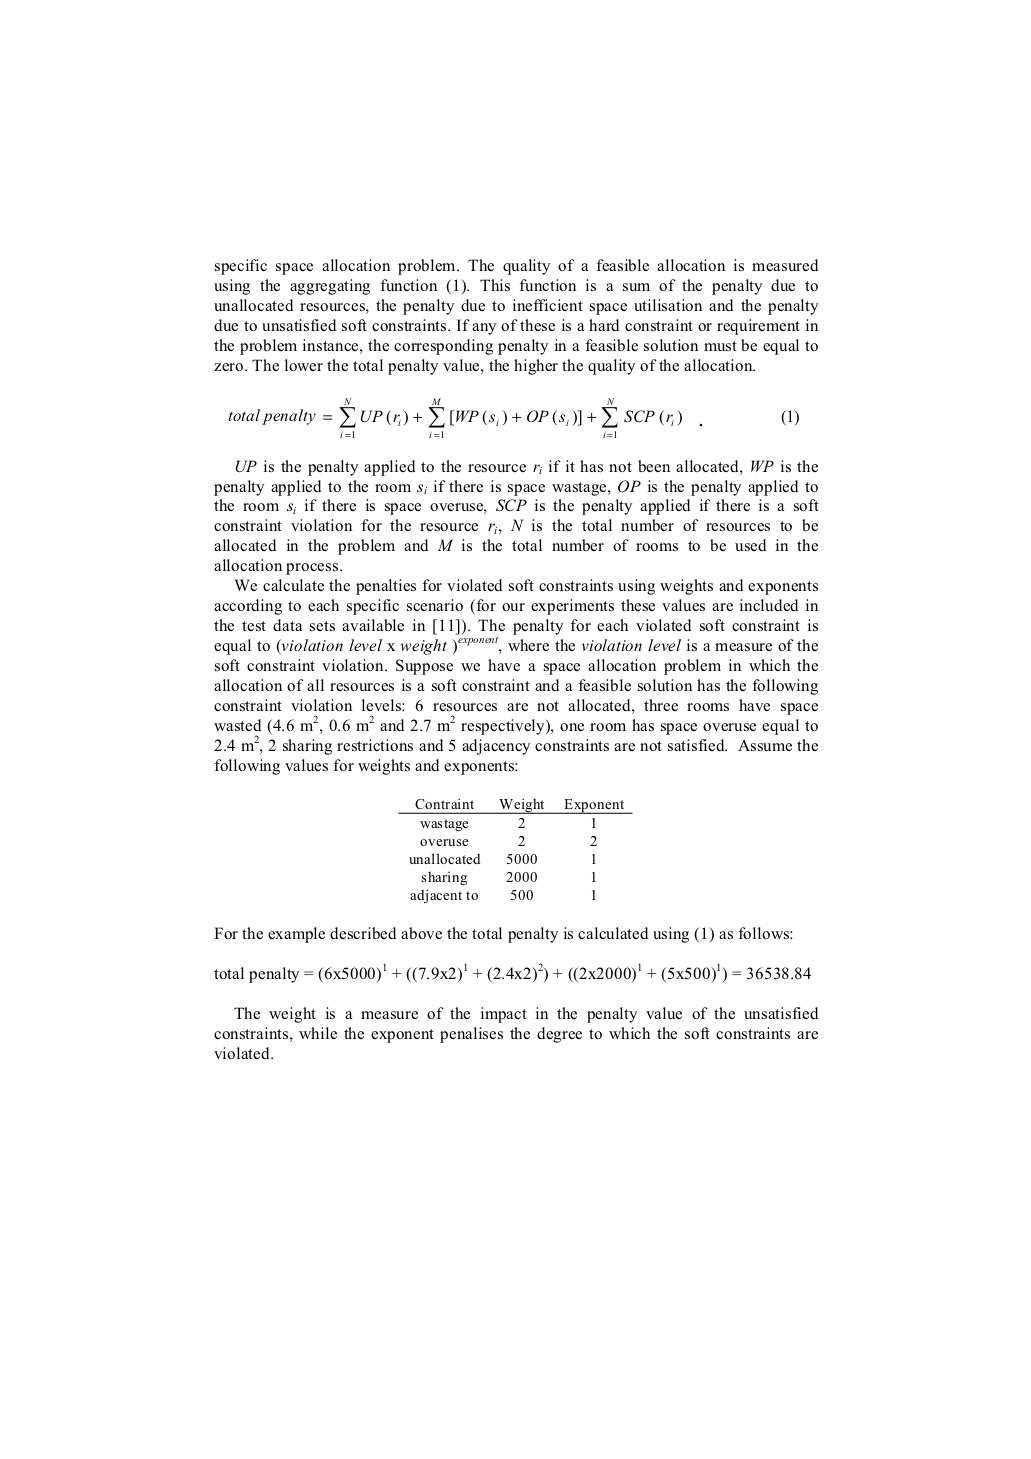 specific space allocation problem. The quality of a feasible allocation is measured
using the aggregating function (1). This function is a sum of the penalty due to
unallocated resources, the penalty due to inefficient space utilisation and the penalty
due to unsatisfied soft constraints. If any of these is a hard constraint or requirement in
the problem instance, the corresponding penalty in a feasible solution must be equal to
zero. The lower the total penalty value, the higher the quality of the allocation.
total penalty = ∑_{i=1}^{N} UP (r_i) + ∑_{i=1}^{M} [WP (s_i) + OP (s_i)] + ∑_{i=1}^{N} SCP (r_i) . (1)
UP is the penalty applied to the resource r_i if it has not been allocated, WP is the
penalty applied to the room s_i if there is space wastage, OP is the penalty applied to
the room s_i if there is space overuse, SCP is the penalty applied if there is a soft
constraint violation for the resource r_i, N is the total number of resources to be
allocated in the problem and M is the total number of rooms to be used in the
allocation process.
We calculate the penalties for violated soft constraints using weights and exponents
according to each specific scenario (for our experiments these values are included in
the test data sets available in [11]). The penalty for each violated soft constraint is
equal to (violation level x weight )^exponent, where the violation level is a measure of the
soft constraint violation. Suppose we have a space allocation problem in which the
allocation of all resources is a soft constraint and a feasible solution has the following
constraint violation levels: 6 resources are not allocated, three rooms have space
wasted (4.6 m², 0.6 m² and 2.7 m² respectively), one room has space overuse equal to
2.4 m², 2 sharing restrictions and 5 adjacency constraints are not satisfied. Assume the
following values for weights and exponents:
Contraint Weight Exponent
wastage 2 1
overuse 2 2
unallocated 5000 1
sharing 2000 1
adjacent to 500 1
For the example described above the total penalty is calculated using (1) as follows:
total penalty = (6x5000)¹ + ((7.9x2)¹ + (2.4x2)²) + ((2x2000)¹ + (5x500)¹) = 36538.84
The weight is a measure of the impact in the penalty value of the unsatisfied
constraints, while the exponent penalises the degree to which the soft constraints are
violated.